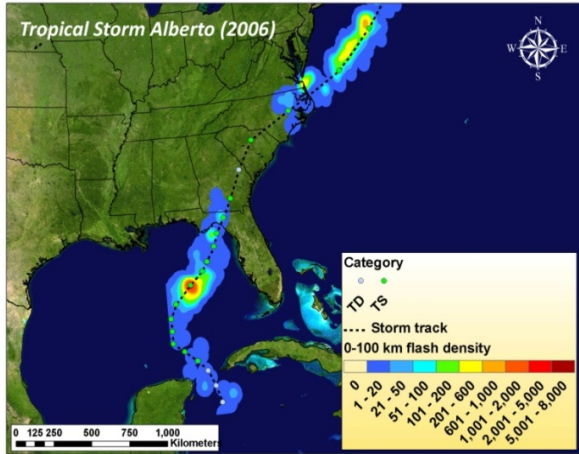 Tropical Storm Alberto (2006)
N
W E
S
Category
TD TS
Storm track
0-100 km flash density
0
1 - 20
21 - 50
51 - 100
101 - 200
201 - 600
601 - 1,000
1,001 - 2,000
2,001 - 5,000
5,001 - 8,000
0 125 250 500 750 1,000
Kilometers